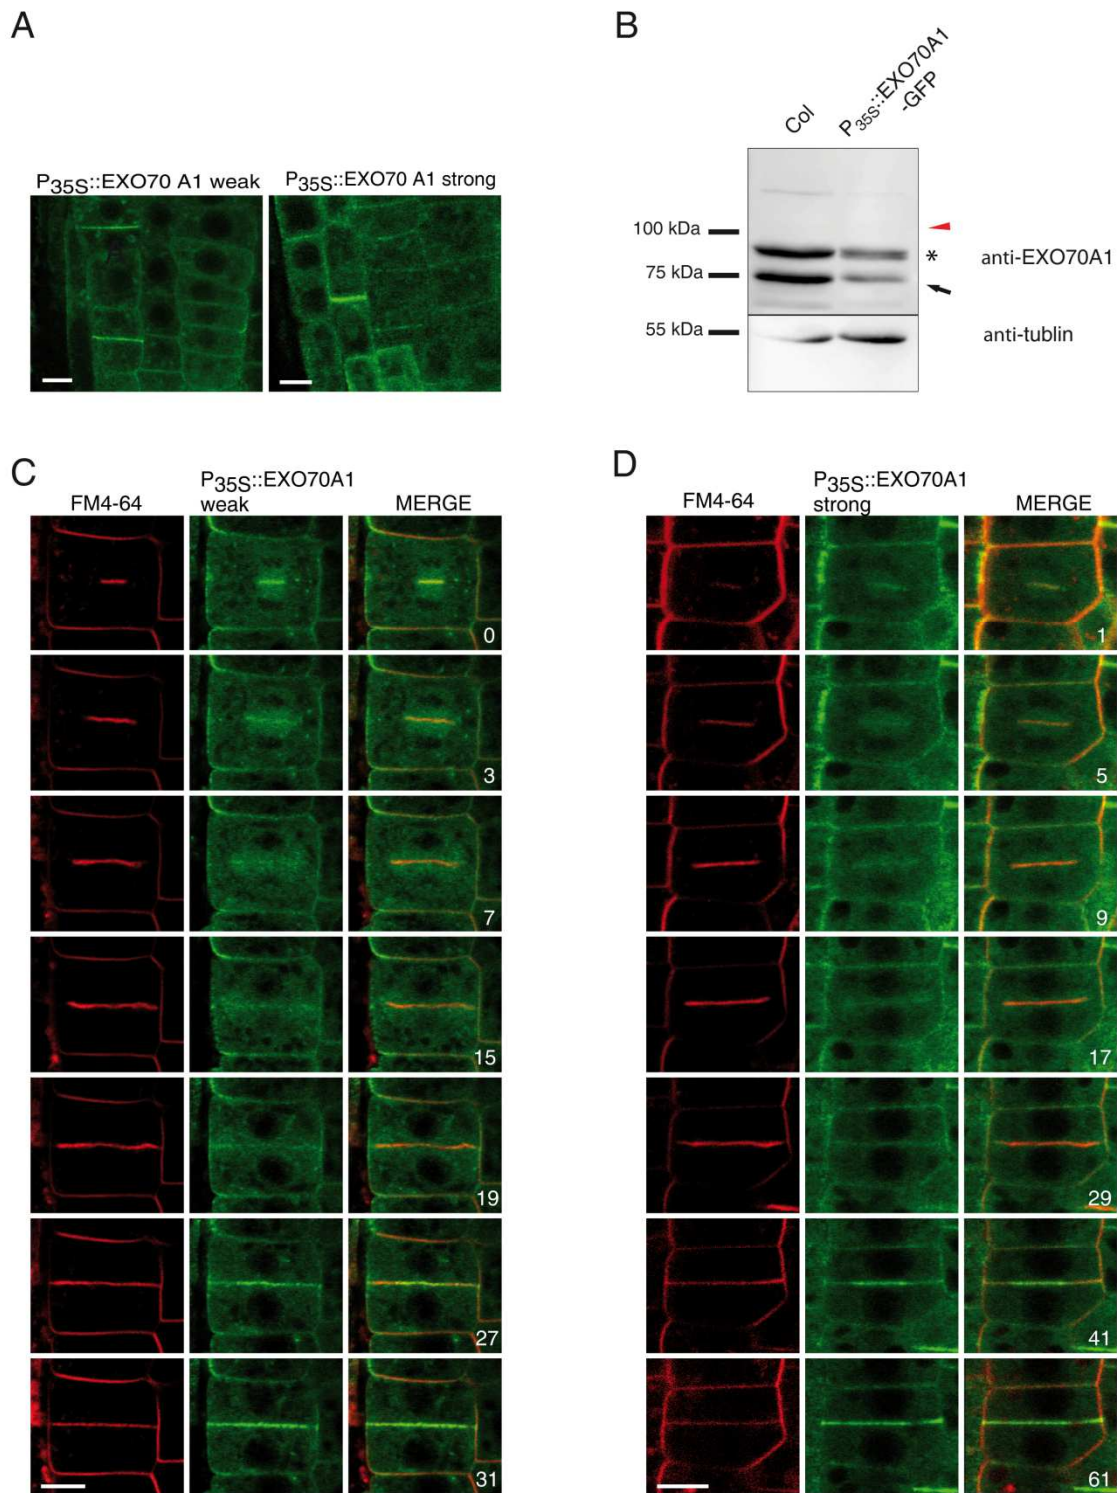 A
B
Col
P35S::EXO70A1
-GFP
P35S::EXO70 A1 weak
P35S::EXO70 A1 strong
100 kDa
75 kDa
55 kDa
*
anti-EXO70A1
anti-tublin
C
FM4-64
P35S::EXO70A1
weak
MERGE
0
3
7
15
19
27
31
D
FM4-64
P35S::EXO70A1
strong
MERGE
1
5
9
17
29
41
61